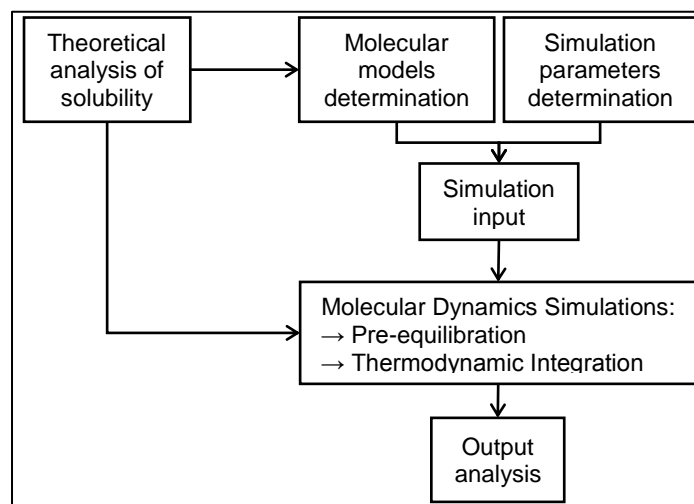 Theoretical
analysis of
solubility
Molecular
models
determination
Simulation
parameters
determination
Simulation
input
Molecular Dynamics Simulations:
→ Pre-equilibration
→ Thermodynamic Integration
Output
analysis